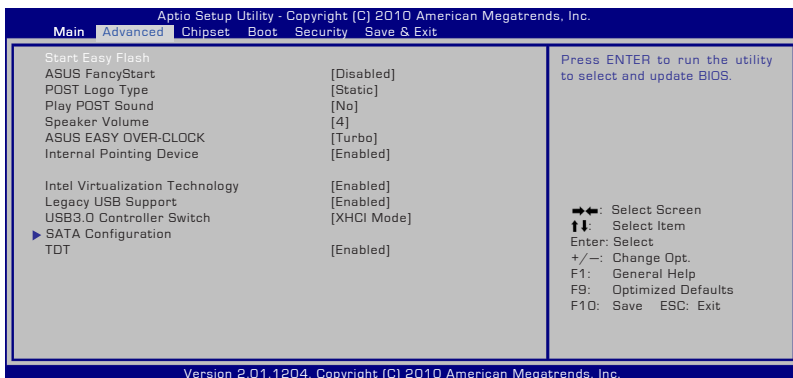 Aptio Setup Utility - Copyright (C) 2010 American Megatrends, Inc.
Main Advanced Chipset Boot Security Save & Exit
Start Easy Flash
ASUS FancyStart [Disabled]
POST Logo Type [Static]
Play POST Sound [No]
Speaker Volume [4]
ASUS EASY OVER-CLOCK [Turbo]
Internal Pointing Device [Enabled]
Intel Virtualization Technology [Enabled]
Legacy USB Support [Enabled]
USB3.0 Controller Switch [XHCI Mode]
SATA Configuration
TDT [Enabled]
Press ENTER to run the utility
to select and update BIOS.
→←: Select Screen
↑↓: Select Item
Enter: Select
+/—: Change Opt.
F1: General Help
F9: Optimized Defaults
F10: Save ESC: Exit
Version 2.01.1204. Copyright (C) 2010 American Megatrends, Inc.